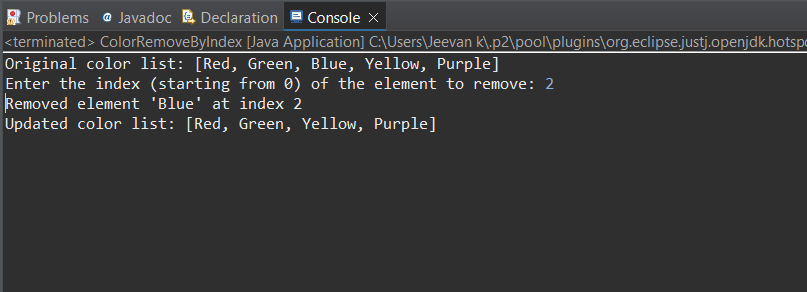 Problems @ Javadoc Declaration Console
<terminated> ColorRemoveByIndex [Java Application] C:\Users\Jeevan k\.p2\pool\plugins\org.eclipse.justj.openjdk.hotspo
Original color list: [Red, Green, Blue, Yellow, Purple]
Enter the index (starting from 0) of the element to remove: 2
Removed element 'Blue' at index 2
Updated color list: [Red, Green, Yellow, Purple]